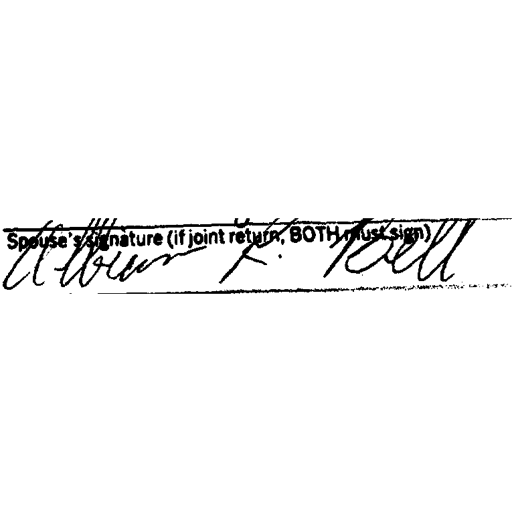 Spouse's signature (if joint return, BOTH must sign)
K. Bell